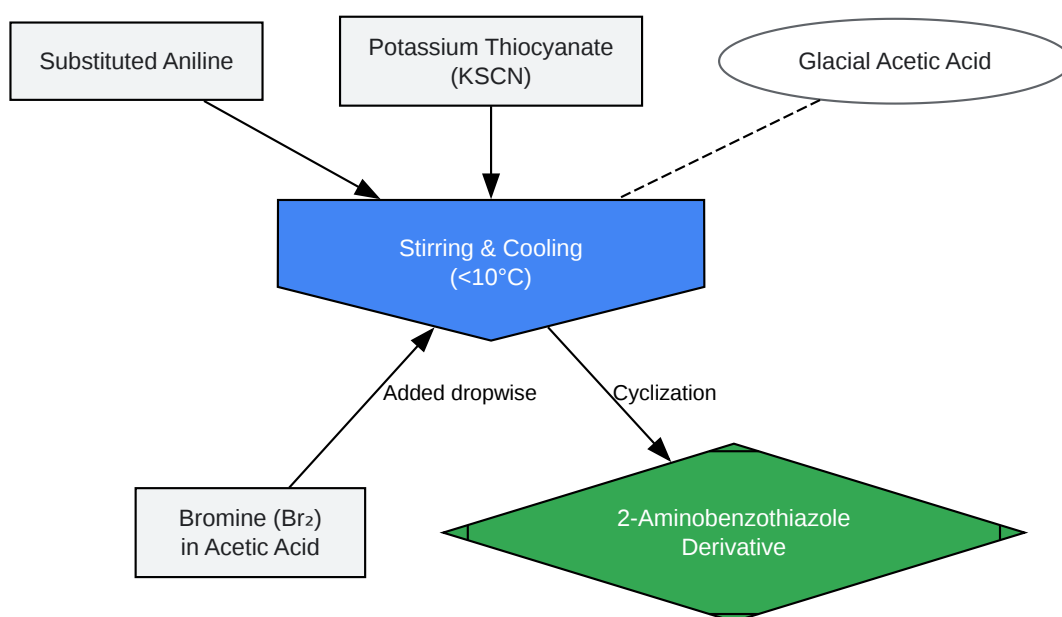 Substituted Aniline
Potassium Thiocyanate
(KSCN)
Glacial Acetic Acid
Stirring & Cooling
(<10°C)
Added dropwise
Cyclization
Bromine (Br₂)
in Acetic Acid
2-Aminobenzothiazole
Derivative